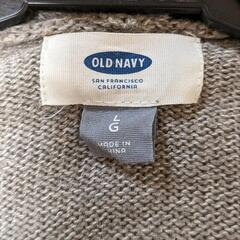 OLD NAVY
SAN FRANCISCO
CALIFORNIA
L
G
MADE IN
CHINA